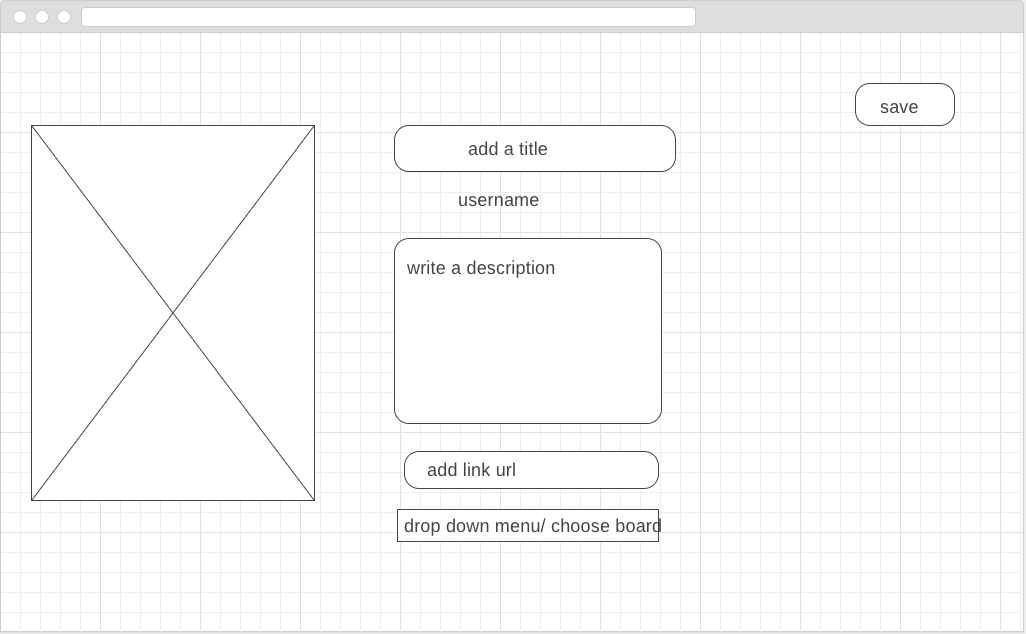 save
add a title
username
write a description
add link url
drop down menu/ choose board